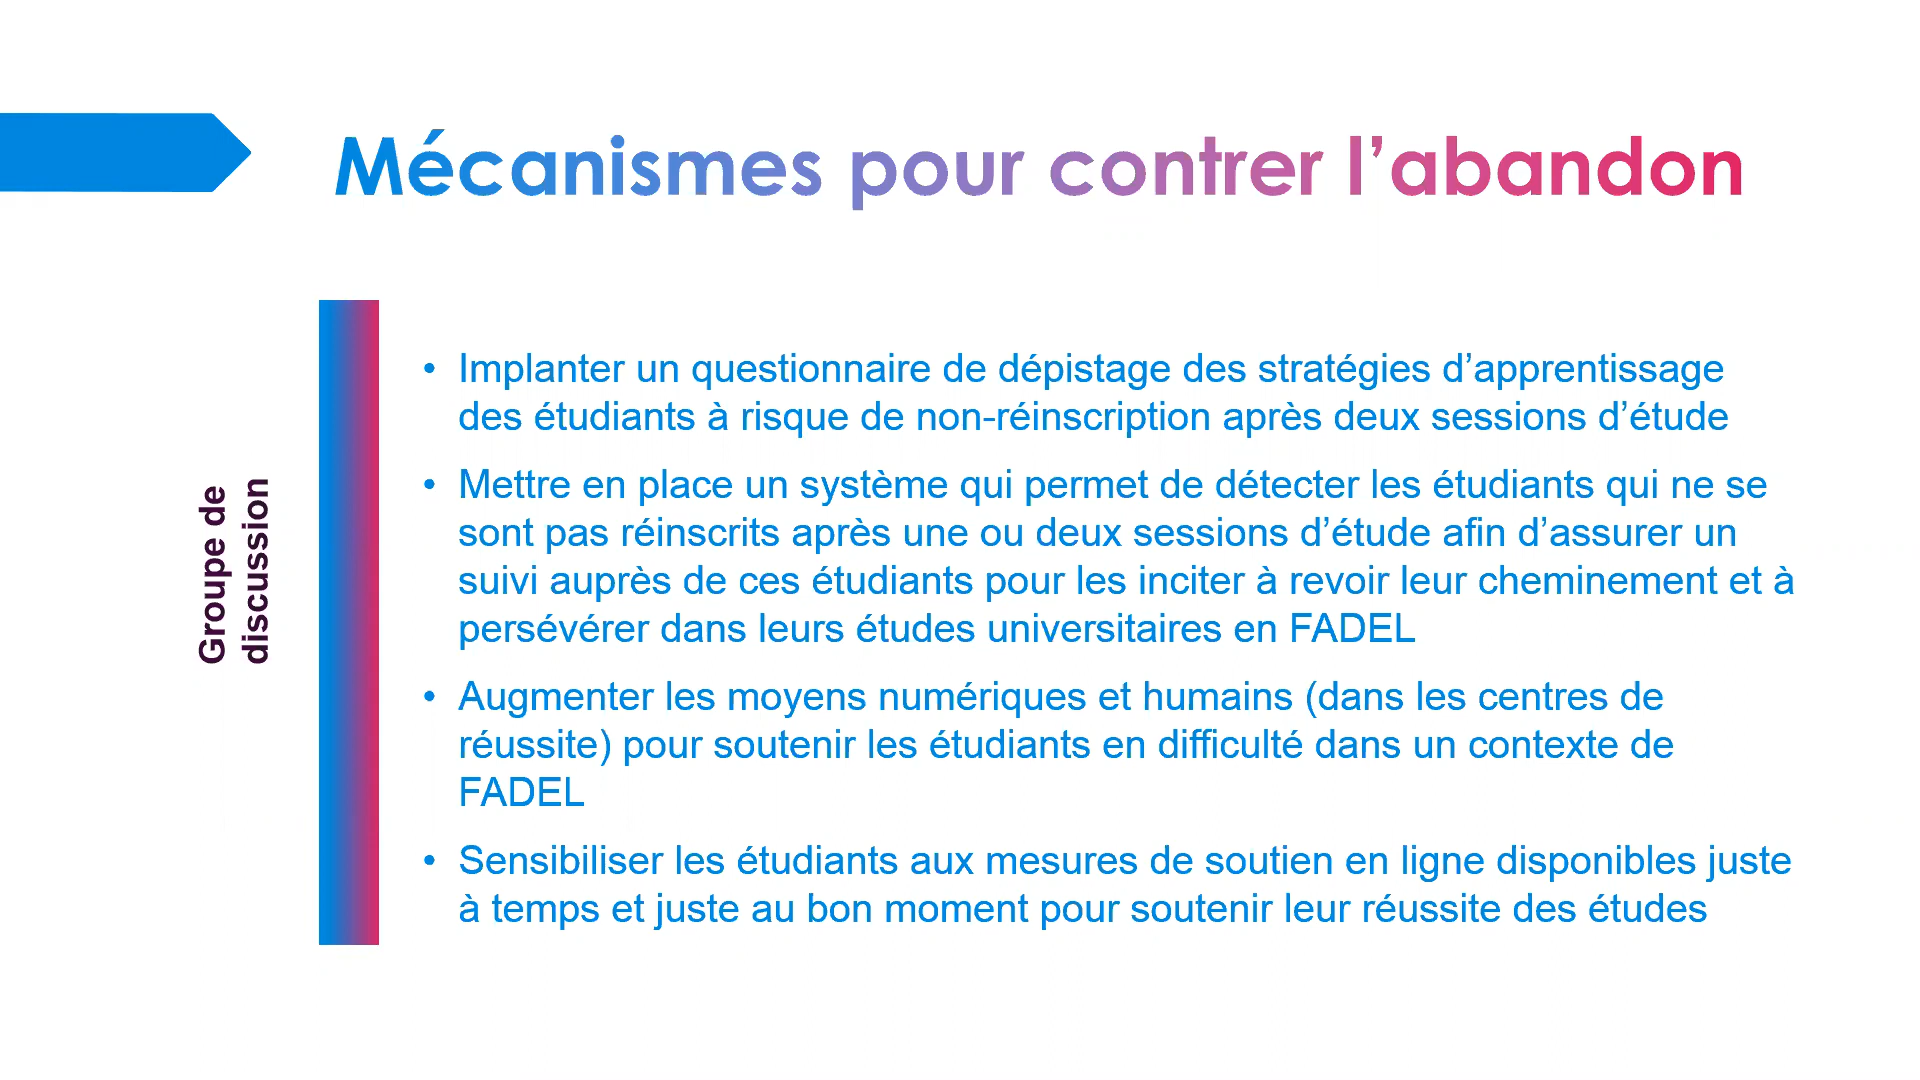 Mécanismes pour contrer l’abandon
Groupe de
discussion
• Implanter un questionnaire de dépistage des stratégies d’apprentissage
des étudiants à risque de non-réinscription après deux sessions d’étude
• Mettre en place un système qui permet de détecter les étudiants qui ne se
sont pas réinscrits après une ou deux sessions d’étude afin d’assurer un
suivi auprès de ces étudiants pour les inciter à revoir leur cheminement et à
persévérer dans leurs études universitaires en FADEL
• Augmenter les moyens numériques et humains (dans les centres de
réussite) pour soutenir les étudiants en difficulté dans un contexte de
FADEL
• Sensibiliser les étudiants aux mesures de soutien en ligne disponibles juste
à temps et juste au bon moment pour soutenir leur réussite des études